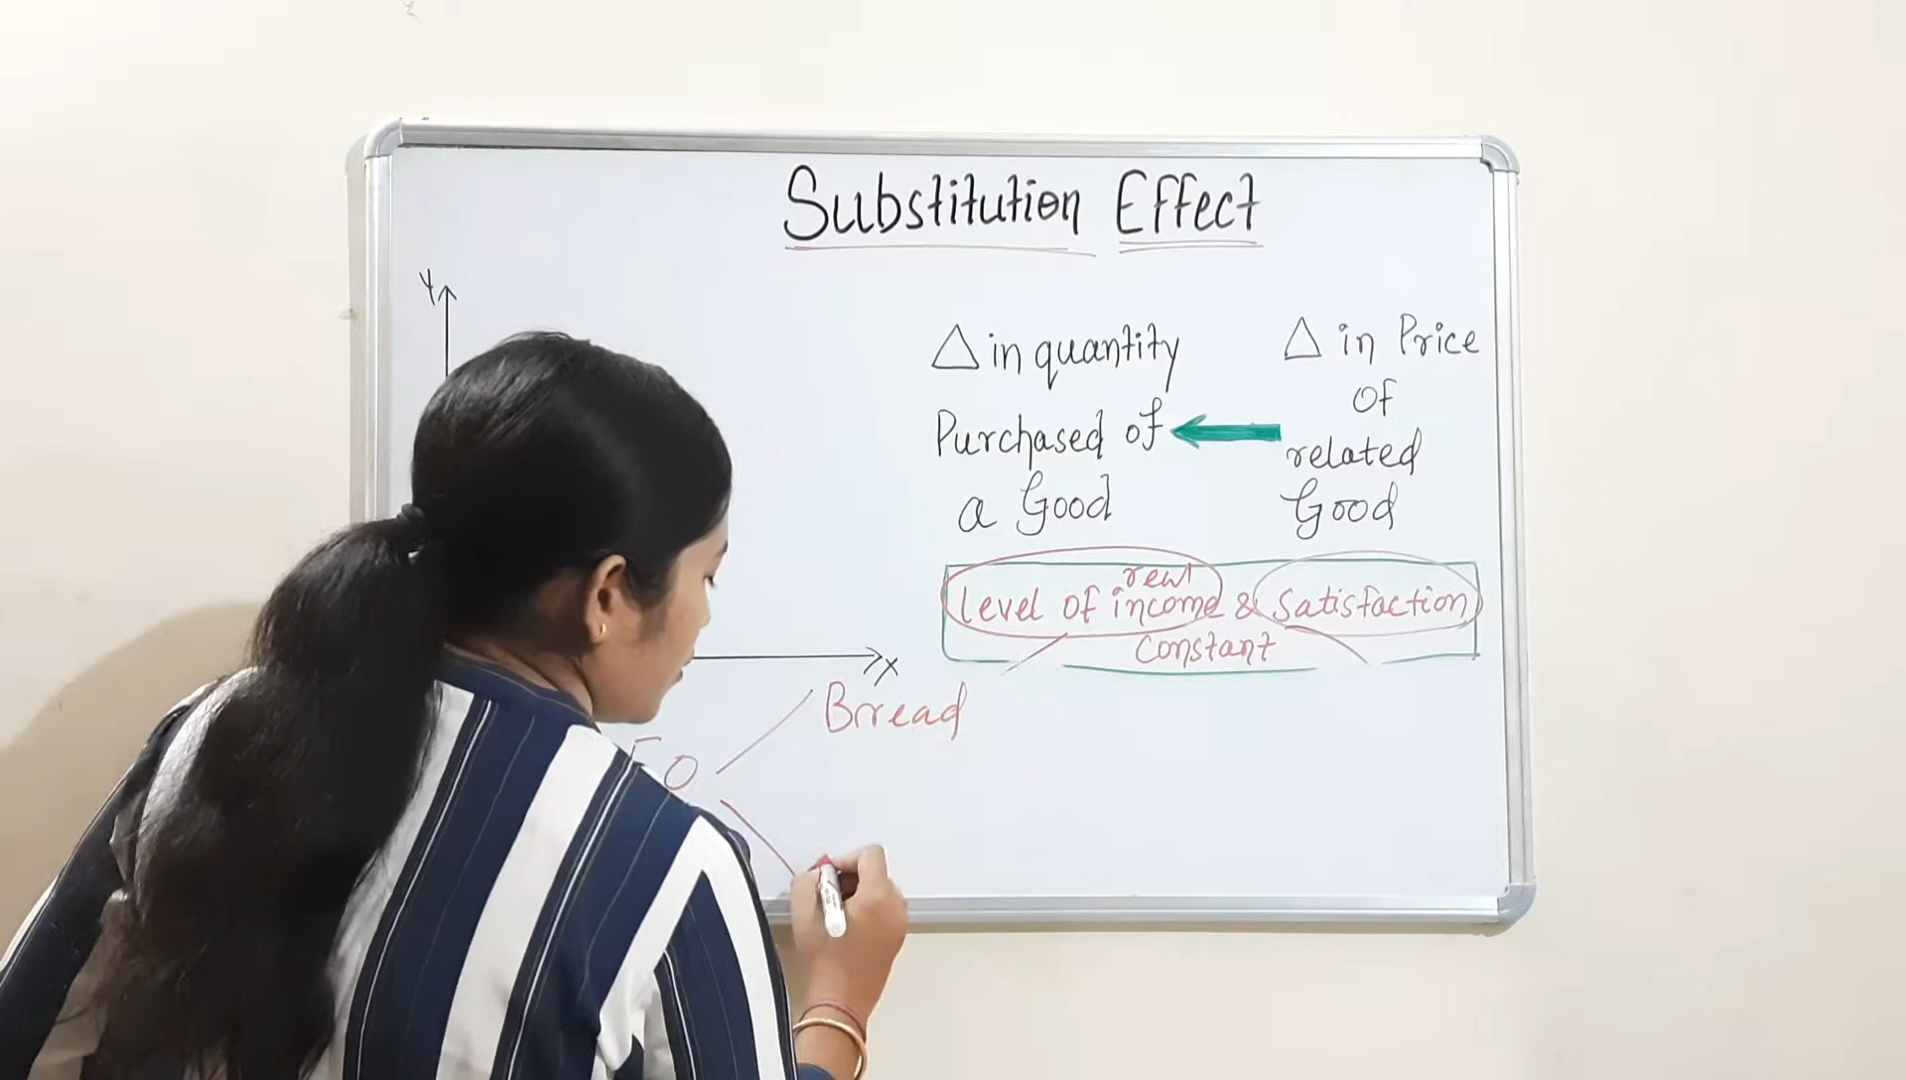 Substitution Effect
Y
△ in quantity
Purchased of
a Good
△ in Price
of
related
Good
real
Level of income & Satisfaction
Constant
X
Bread